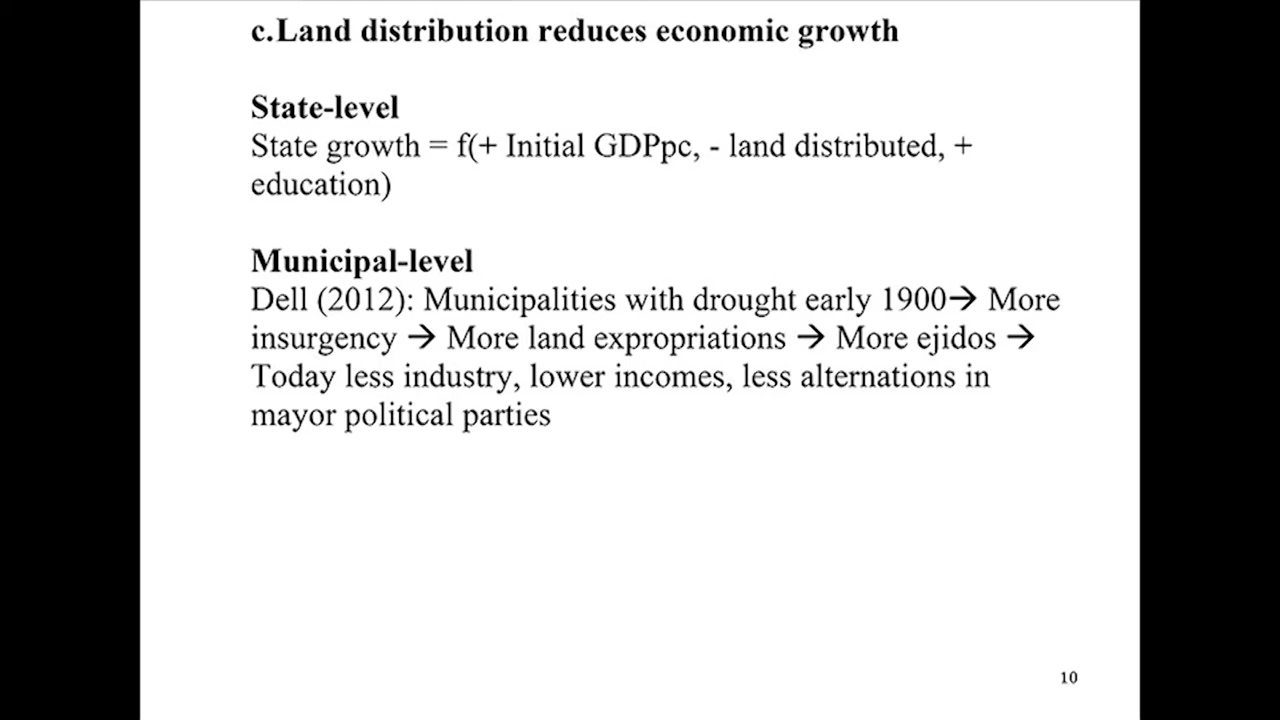 c.Land distribution reduces economic growth
State-level
State growth = f(+ Initial GDPpc, - land distributed, +
education)
Municipal-level
Dell (2012): Municipalities with drought early 1900→ More
insurgency → More land expropriations → More ejidos →
Today less industry, lower incomes, less alternations in
mayor political parties
10